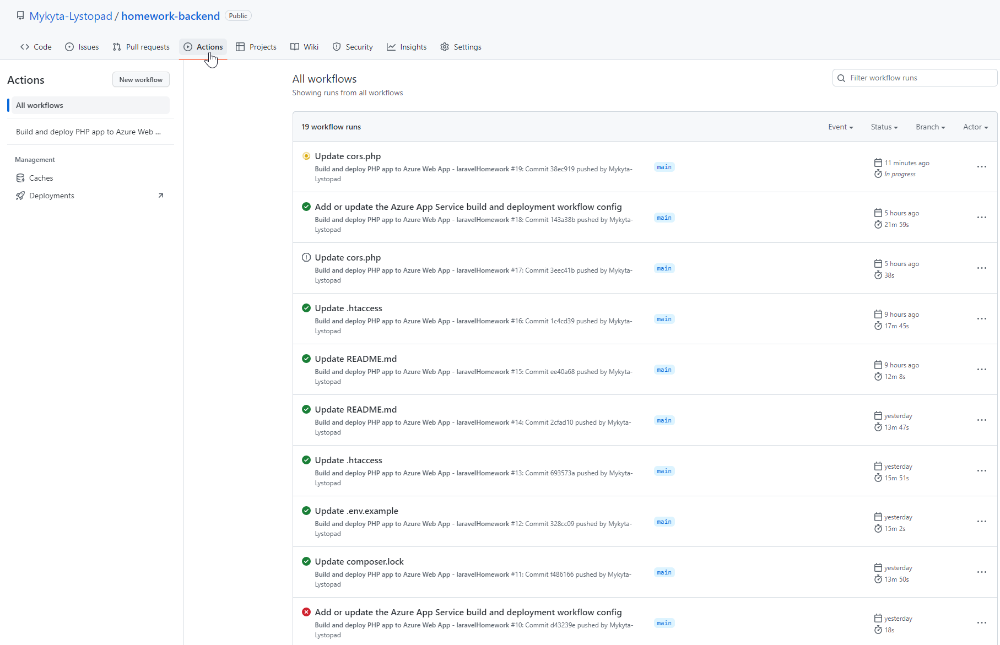 Mykyta-Lystopad / homework-backend Public
Code Issues Pull requests Actions Projects Wiki Security Insights Settings
Actions
New workflow
All workflows
Build and deploy PHP app to Azure Web ...
Management
Caches
Deployments
All workflows
Showing runs from all workflows
Filter workflow runs
19 workflow runs
Event Status Branch Actor
Update cors.php
Build and deploy PHP app to Azure Web App - laravelHomework #19: Commit 38ec919 pushed by Mykyta-
Lystopad
main
11 minutes ago
In progress
Add or update the Azure App Service build and deployment workflow config
Build and deploy PHP app to Azure Web App - laravelHomework #18: Commit 143a38b pushed by Mykyta-
Lystopad
main
5 hours ago
21m 59s
Update cors.php
Build and deploy PHP app to Azure Web App - laravelHomework #17: Commit 3eec41b pushed by Mykyta-
Lystopad
main
5 hours ago
38s
Update .htaccess
Build and deploy PHP app to Azure Web App - laravelHomework #16: Commit 1c4cd39 pushed by Mykyta-
Lystopad
main
9 hours ago
17m 45s
Update README.md
Build and deploy PHP app to Azure Web App - laravelHomework #15: Commit ee40a68 pushed by Mykyta-
Lystopad
main
9 hours ago
12m 8s
Update README.md
Build and deploy PHP app to Azure Web App - laravelHomework #14: Commit 2cfad10 pushed by Mykyta-
Lystopad
main
yesterday
13m 47s
Update .htaccess
Build and deploy PHP app to Azure Web App - laravelHomework #13: Commit 693573a pushed by Mykyta-
Lystopad
main
yesterday
15m 51s
Update .env.example
Build and deploy PHP app to Azure Web App - laravelHomework #12: Commit 328cc09 pushed by Mykyta-
Lystopad
main
yesterday
15m 2s
Update composer.lock
Build and deploy PHP app to Azure Web App - laravelHomework #11: Commit f486166 pushed by Mykyta-
Lystopad
main
yesterday
13m 50s
Add or update the Azure App Service build and deployment workflow config
Build and deploy PHP app to Azure Web App - laravelHomework #10: Commit d43239e pushed by Mykyta-
Lystopad
main
yesterday
18s